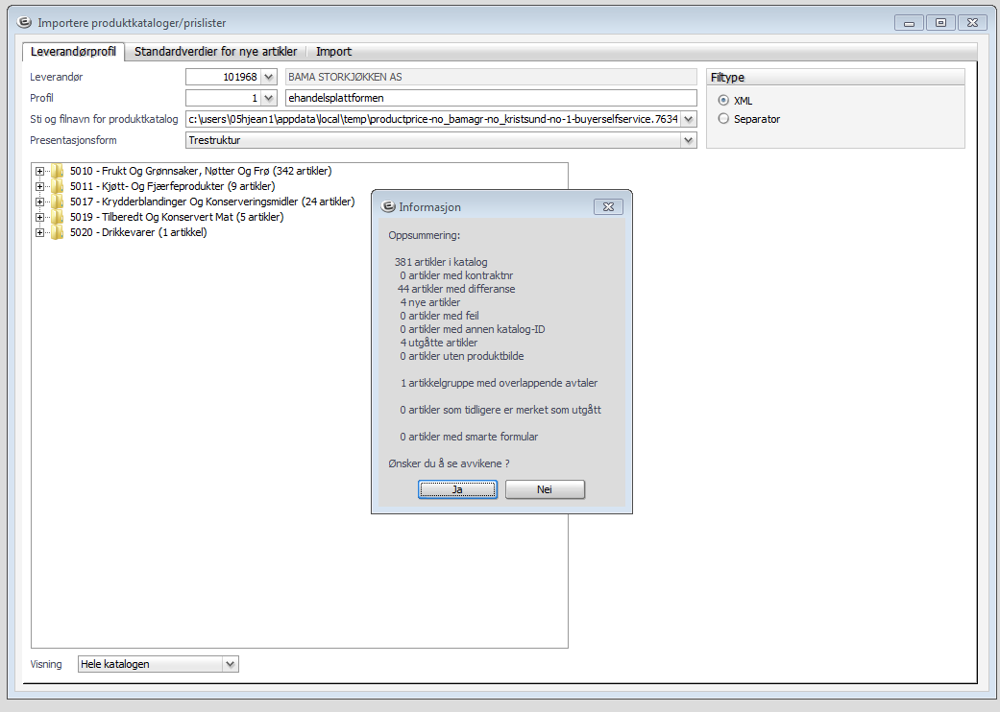 Importere produktkataloger/prislister
Leverandørprofil Standardverdier for nye artikler Import
Leverandør 101968 BAMA STORKJØKKEN AS
Profil 1 ehandelsplattformen
Sti og filnavn for produktkatalog c:\users\05hjean1\appdata\local\temp\productprice-no_bamagr-no_kristsund-no-1-buyerselfservice.7634
Presentasjonsform Trestruktur
Filtype
XML
Separator
5010 - Frukt Og Grønnsaker, Nøtter Og Frø (342 artikler)
5011 - Kjøtt- Og Fjærfeprodukter (9 artikler)
5017 - Krydderblandinger Og Konserveringsmidler (24 artikler)
5019 - Tilberedt Og Konservert Mat (5 artikler)
5020 - Drikkevarer (1 artikkel)
Informasjon
Oppsummering:
381 artikler i katalog
0 artikler med kontraktnr
44 artikler med differanse
4 nye artikler
0 artikler med feil
0 artikler med annen katalog-ID
4 utgåtte artikler
0 artikler uten produktbilde
1 artikkelgruppe med overlappende avtaler
0 artikler som tidligere er merket som utgått
0 artikler med smarte formular
Ønsker du å se avvikene ?
Ja Nei
Visning Hele katalogen